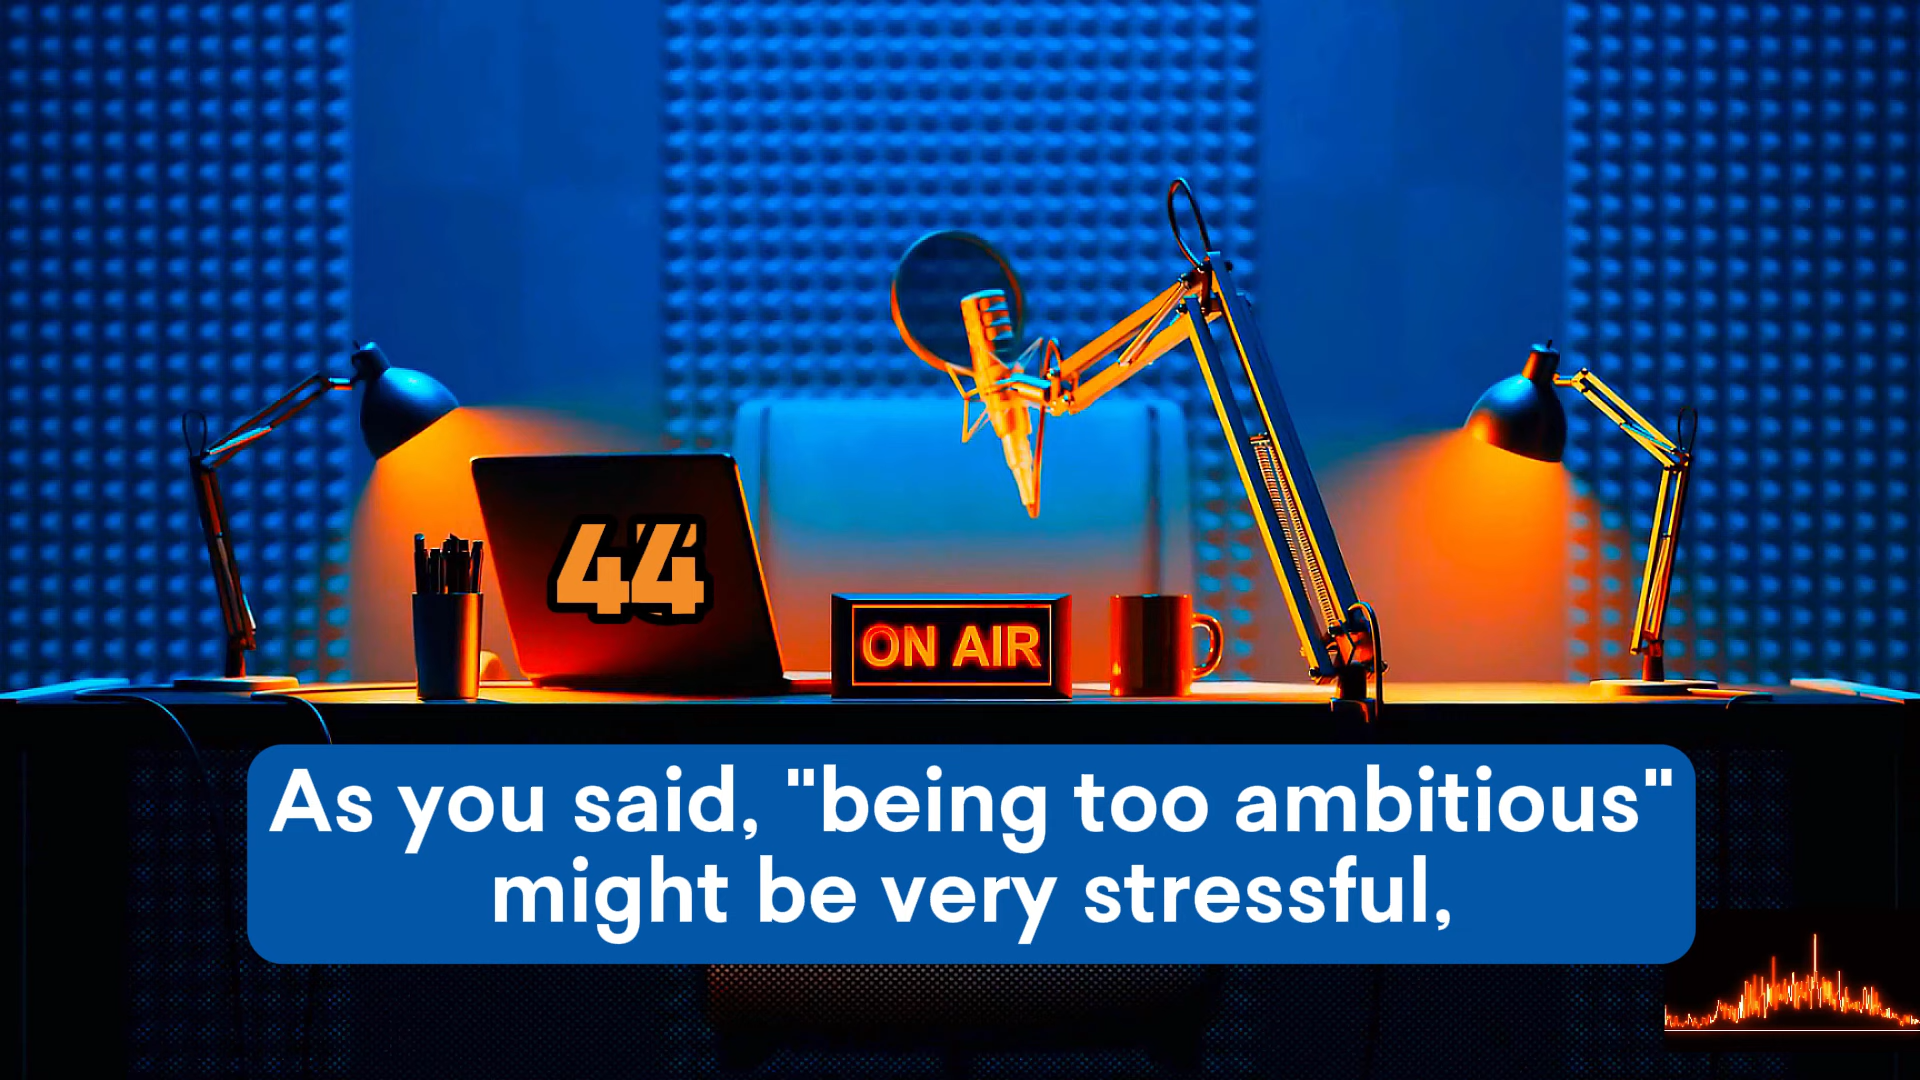 44
ON AIR
As you said, "being too ambitious"
might be very stressful,